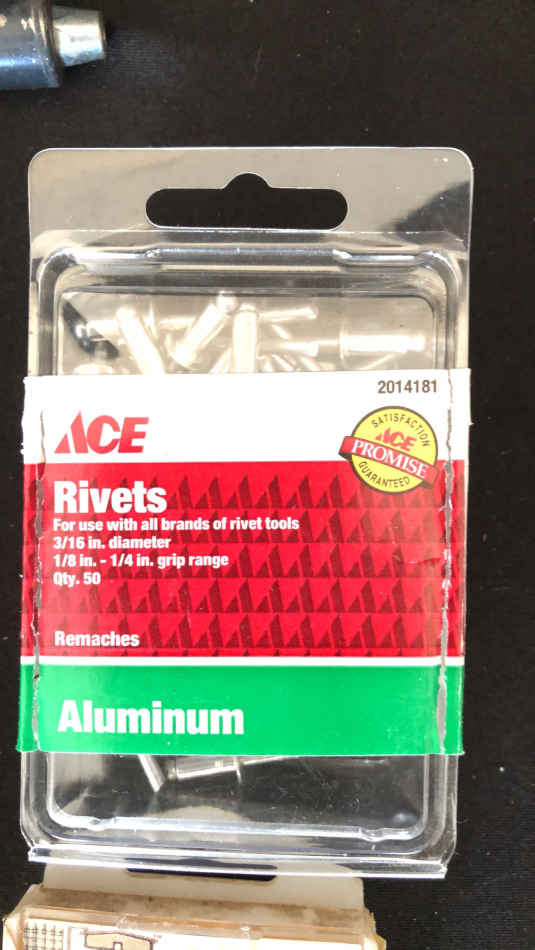 2014181
ACE
SATISFACTION
ACE
PROMISE
GUARANTEED
Rivets
For use with all brands of rivet tools
3/16 in. diameter
1/8 in. - 1/4 in. grip range
Qty. 50
Remaches
Aluminum